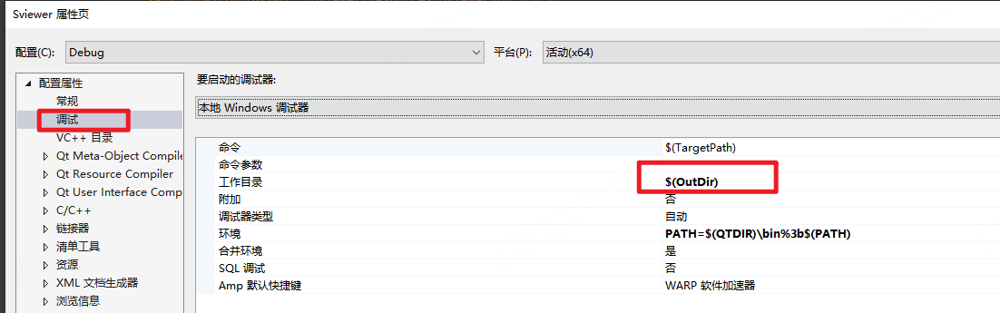 Sviewer 属性页
配置(C): Debug 平台(P): 活动(x64)
配置属性
常规
调试
VC++ 目录
Qt Meta-Object Compile
Qt Resource Compiler
Qt User Interface Comp
C/C++
链接器
清单工具
资源
XML 文档生成器
浏览信息
要启动的调试器:
本地 Windows 调试器
命令 $(TargetPath)
命令参数
工作目录 $(OutDir)
附加 否
调试器类型 自动
环境 PATH=$(QTDIR)\bin%3b$(PATH)
合并环境 是
SQL 调试 否
Amp 默认快捷键 WARP 软件加速器